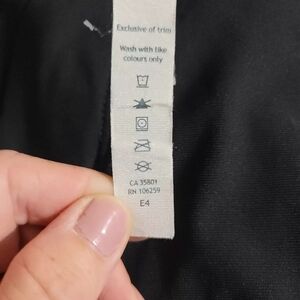 Exclusive of trim
Wash with like
colours only
CA 35801
RN 106259
E4